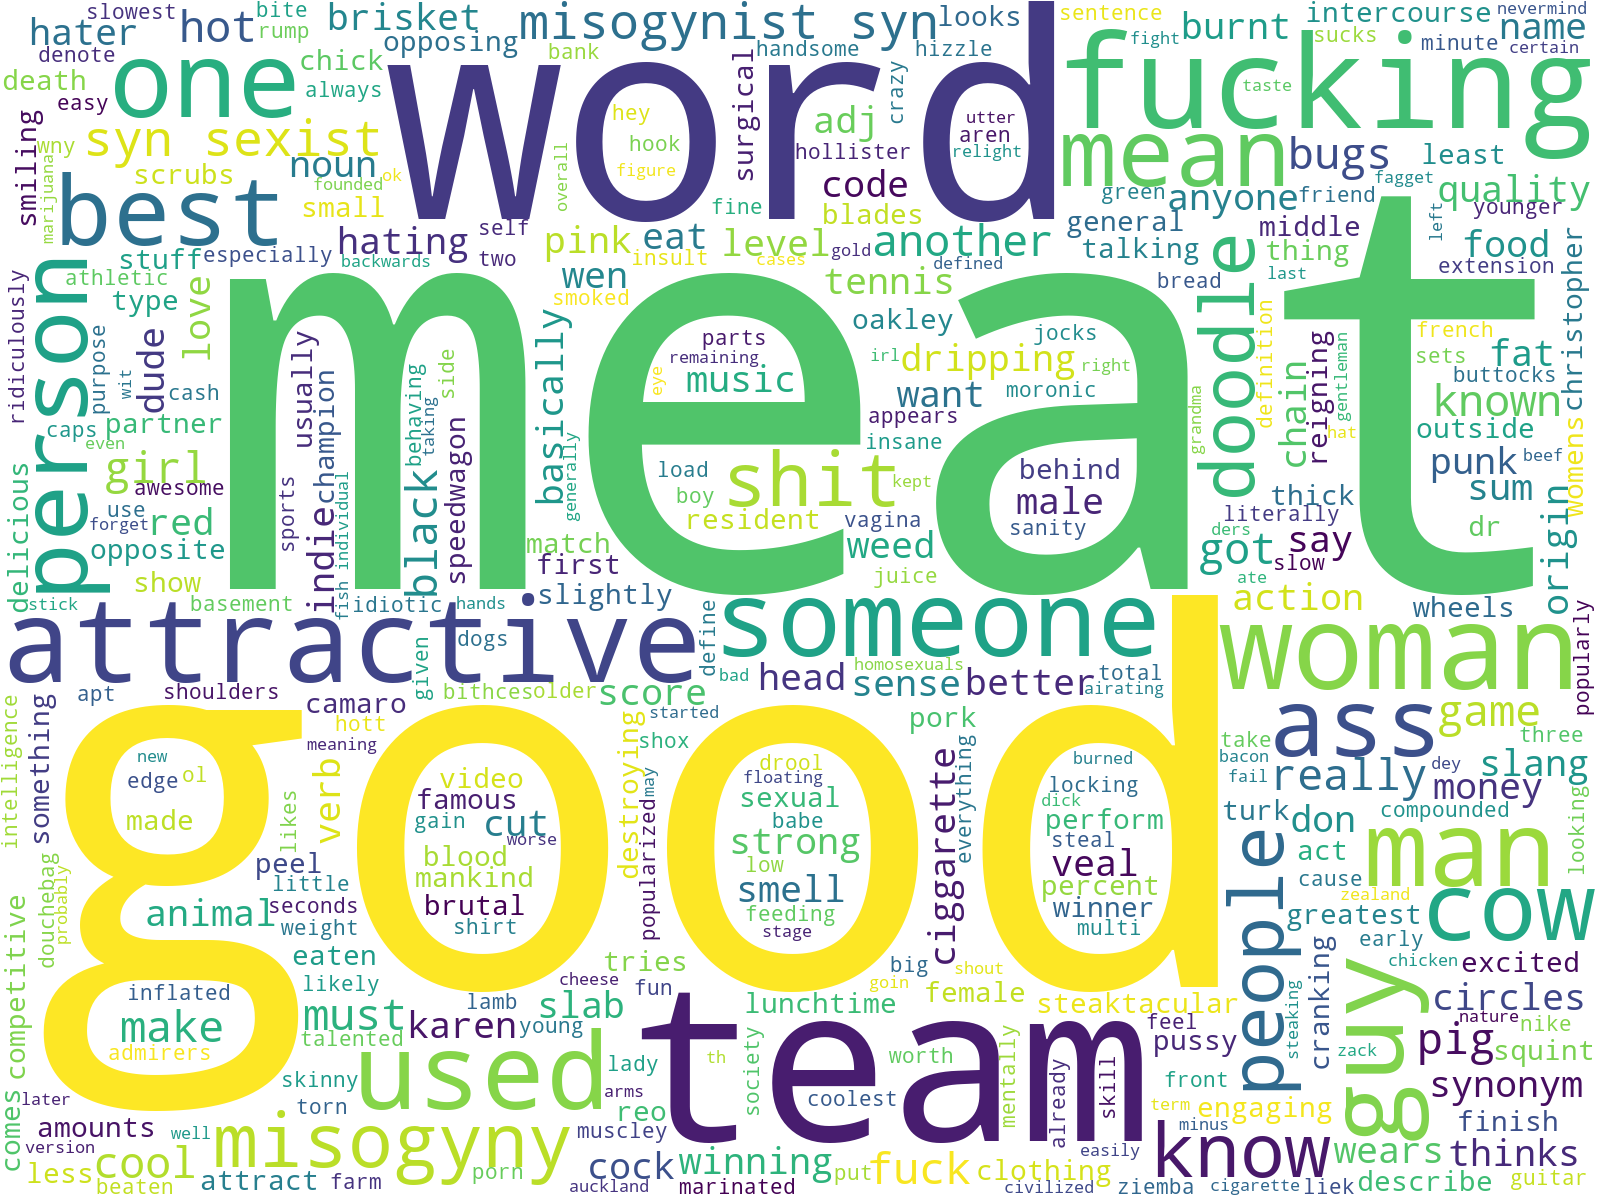 slowest
bite
rump
brisket
misogynist syn
looks
sentence
intercourse
nevermind
hater
hot
opposing
burnt
name
denote
chick
word
bank
handsome
hizzle
fight
sucks
minute
certain
death
one
always
fucking
taste
easy
surgical
crazy
utter
hey
adj
aren
relight
smiling
wny
syn sexist
noun
hook
hollister
mean
bugs
least
marijuana
scrubs
founded
ok
overall
figure
code
green
anyone
friend
fagget
quality
best
small
fine
blades
general
middle
left
younger
hating
self
two
pink
eat
level
another
talking
thing
food
stuff
especially
backwards
wen
insult
cases
gold
defined
bread
last
extension
athletic
smoked
tennis
person
type
love
meat
doodle
christopher
ridiculously
purpose
dude
usually
champion
side
basically
parts
remaining
oakley
jocks
definition
reigning
french
fat
wit
cash
eye
music
irl
dripping
right
chain
gentleman
sets
buttocks
caps
partner
behaving
taking
want
moronic
grandma
hat
known
even
appears
insane
outside
womens
girl
indie
black
generally
load
shit
behind
punk
beef
delicious
awesome
sports
speedwagon
boy
kept
male
thick
sum
use
forget
red
fish individual
resident
vagina
sanity
ders
literally
dr
origin
opposite
match
weed
got
say
show
first
juice
ate
slow
stick
basement
idiotic
hands
slightly
someone
action
wheels
attractive
dogs
define
woman
popularly
given
homosexuals
total
apt
shoulders
bithces
older
score
bad
head
sense
better
airating
intelligence
something
camaro
hott
started
pork
ass
game
meaning
destroying
shox
take
three
new
good
drool
burned
bacon
really
dey
slang
edge
ol
verb
video
floating
may
ciggarette
everything
locking
fail
money
likes
famous
sexual
dick
looking
made
gain
cut
babe
perform
turk
don
compounded
worse
strong
steal
people
man
douchebag
probably
peel
blood
low
veal
act
little
mankind
smell
percent
cause
zealand
animal
seconds
brutal
popularized
feeding
winner
greatest
cow
weight
shirt
stage
multi
competitive
eaten
tries
early
chicken
excited
inflated
likely
cheese
fun
big
shout
goin
steaking
cranking
guy
make
must
lamb
slab
lunchtime
female
steaktacular
circles
admirers
talented
karen
young
team
feel
nature
nike
used
lady
th
society
worth
mentally
pussy
zack
pig
squint
skinny
arms
already
skill
front
later
torn
reo
coolest
term
engaging
synonym
comes
amounts
well
misogyny
muscley
minus
finish
version
easily
know
wears
thinks
less
cool
porn
cock
winning
put
fuck
clothing
beaten
attract
farm
auckland
marinated
civilized
ziemba
cigarette
liek
describe
guitar